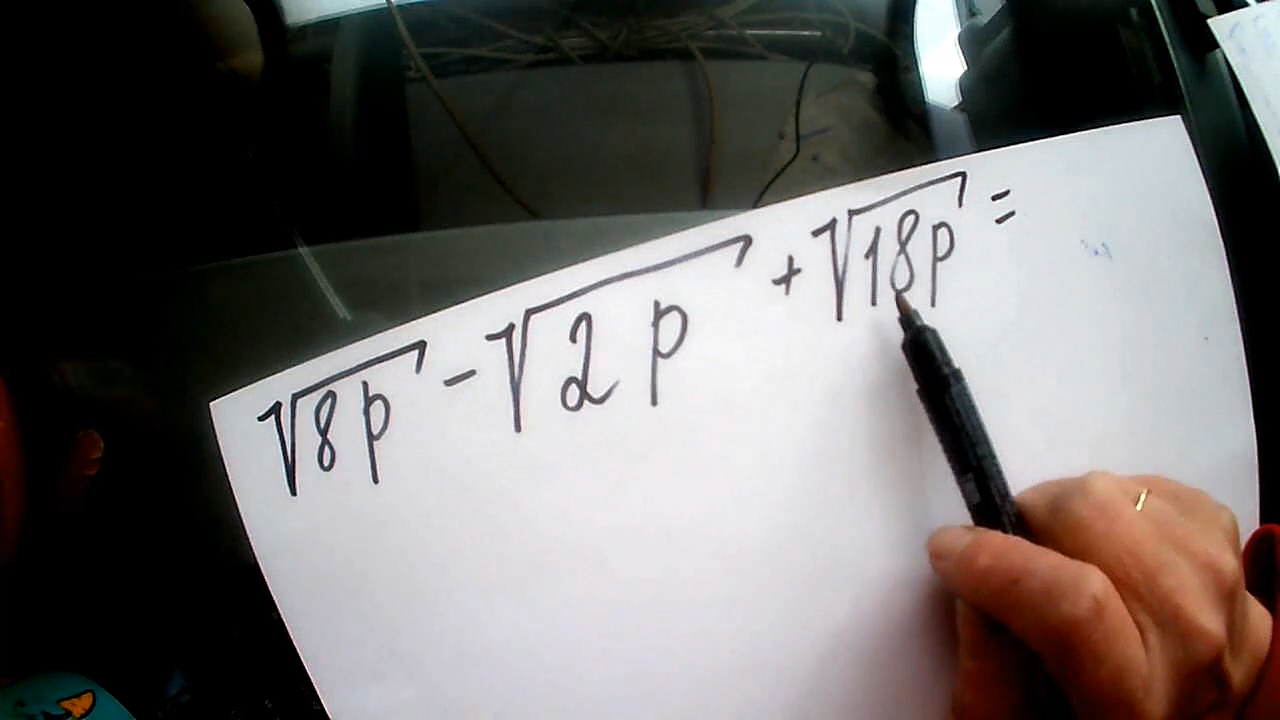 √8p - √2p + √18p =